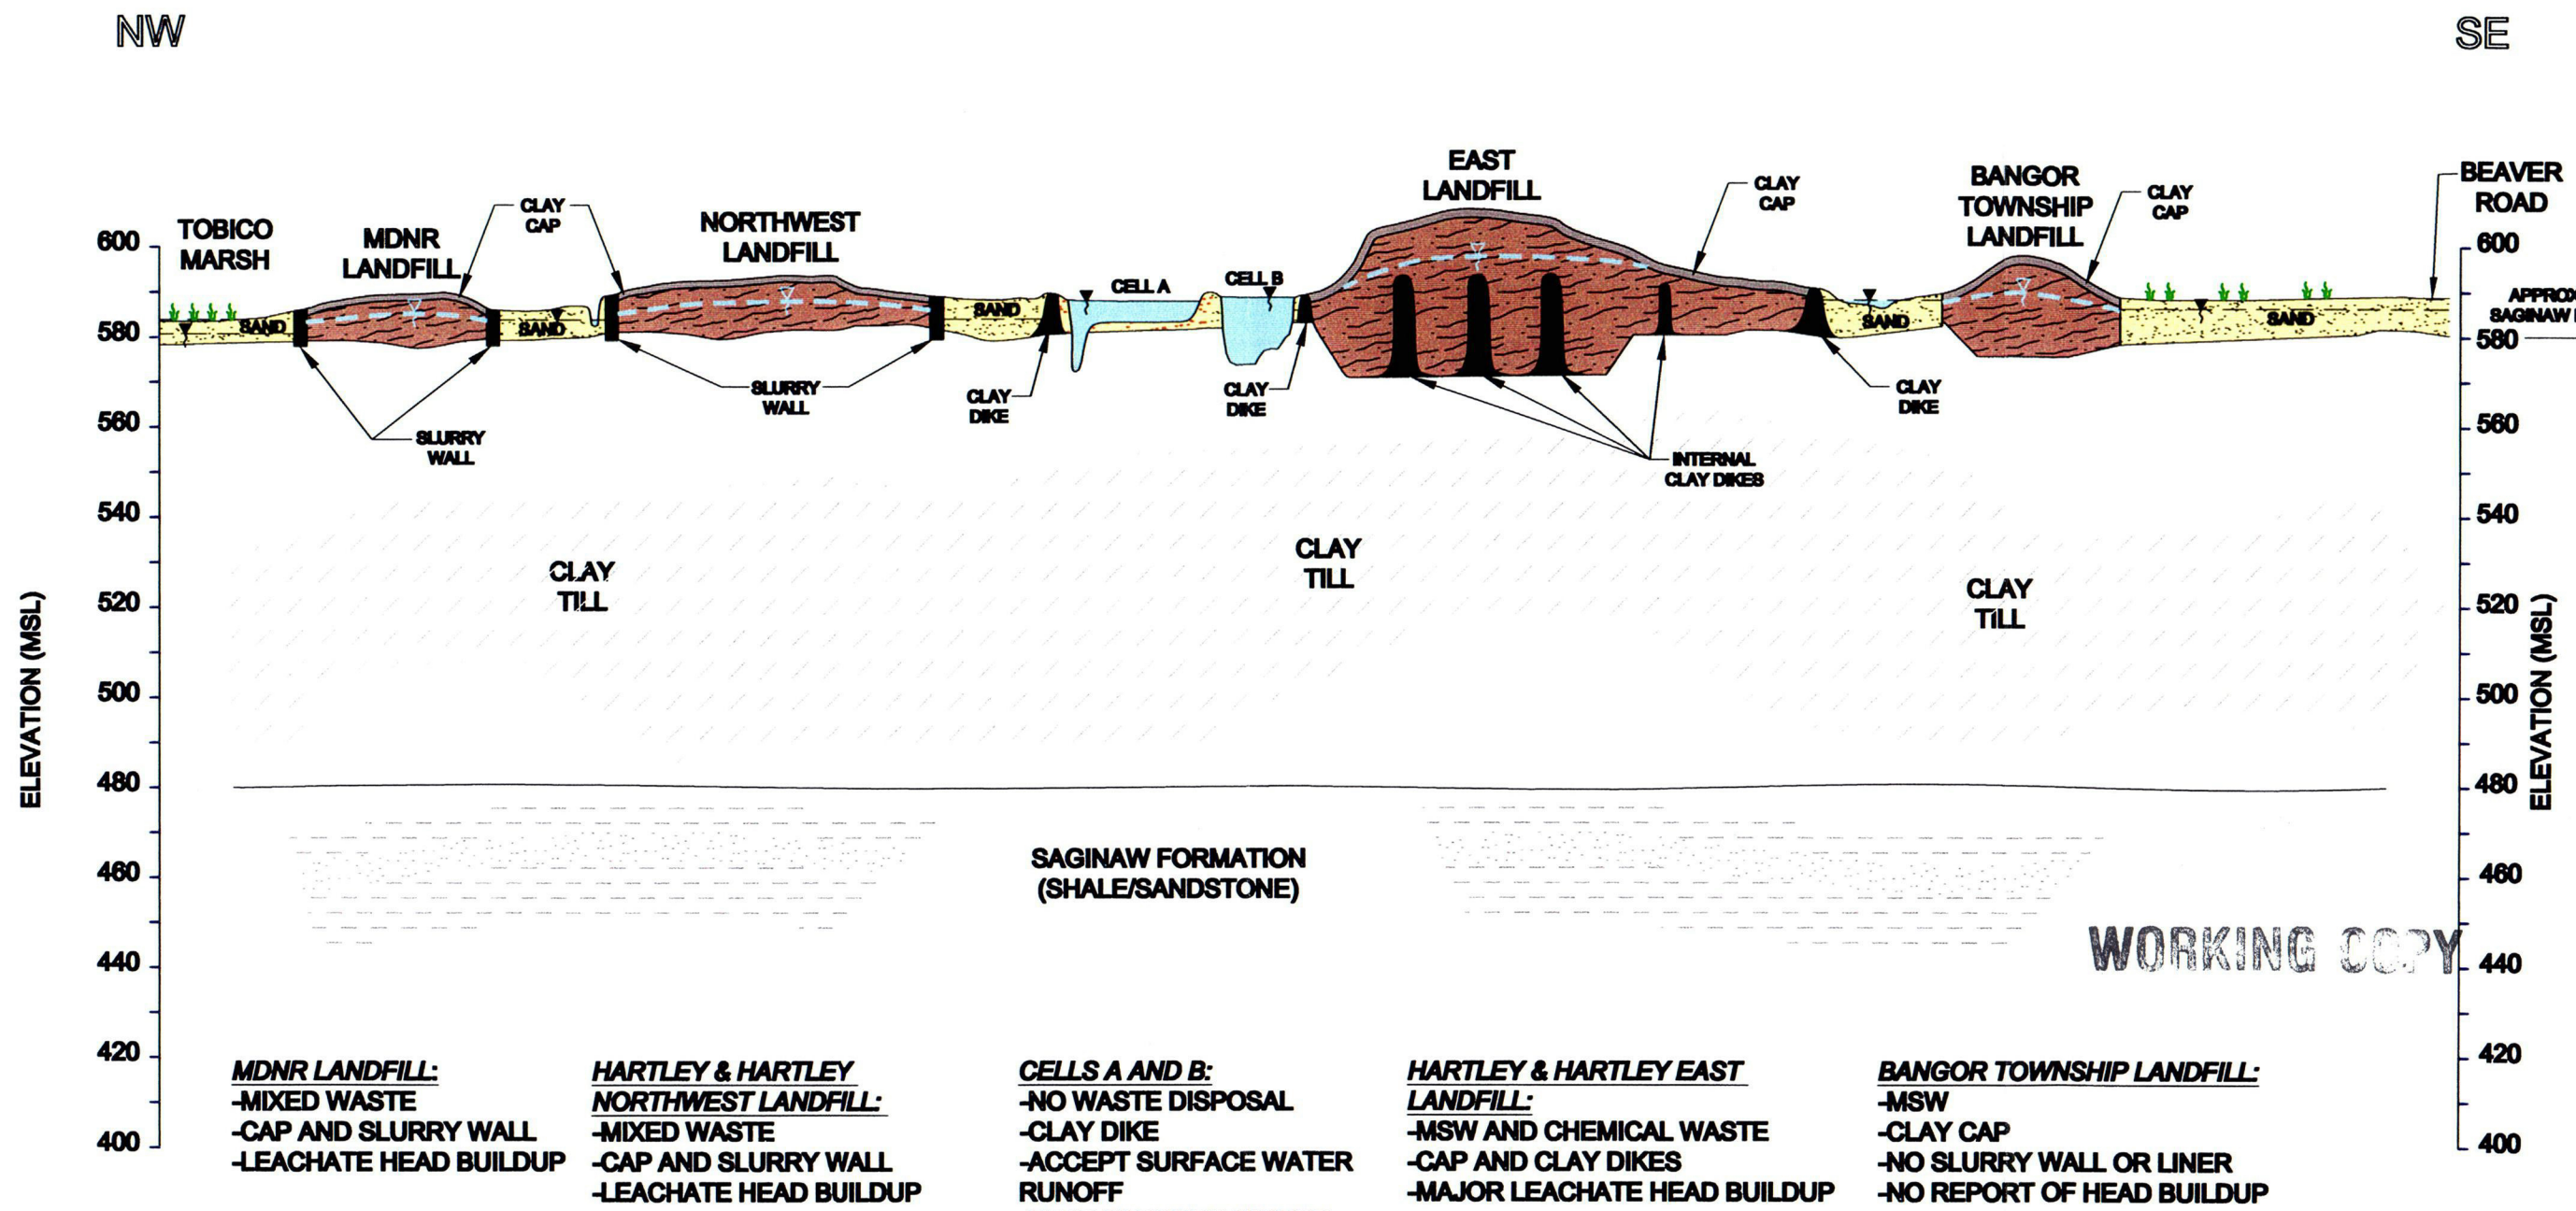 NW
SE
TOBICO
MARSH
MDNR
LANDFILL
CLAY
CAP
NORTHWEST
LANDFILL
CELL A
CELL B
EAST
LANDFILL
CLAY
CAP
BANGOR
TOWNSHIP
LANDFILL
CLAY
CAP
BEAVER
ROAD
APPROX
SAGINAW
SAND
SAND
SAND
SAND
SAND
SLURRY
WALL
SLURRY
WALL
CLAY
DIKE
CLAY
DIKE
CLAY
DIKE
INTERNAL
CLAY DIKES
CLAY
TILL
CLAY
TILL
CLAY
TILL
SAGINAW FORMATION
(SHALE/SANDSTONE)
WORKING COPY
ELEVATION (MSL)
600
580
560
540
520
500
480
460
440
420
400
600
580
560
540
520
500
480
460
440
420
400
ELEVATION (MSL)
MDNR LANDFILL:
-MIXED WASTE
-CAP AND SLURRY WALL
-LEACHATE HEAD BUILDUP
HARTLEY & HARTLEY
NORTHWEST LANDFILL:
-MIXED WASTE
-CAP AND SLURRY WALL
-LEACHATE HEAD BUILDUP
CELLS A AND B:
-NO WASTE DISPOSAL
-CLAY DIKE
-ACCEPT SURFACE WATER
RUNOFF
HARTLEY & HARTLEY EAST
LANDFILL:
-MSW AND CHEMICAL WASTE
-CAP AND CLAY DIKES
-MAJOR LEACHATE HEAD BUILDUP
BANGOR TOWNSHIP LANDFILL:
-MSW
-CLAY CAP
-NO SLURRY WALL OR LINER
-NO REPORT OF HEAD BUILDUP